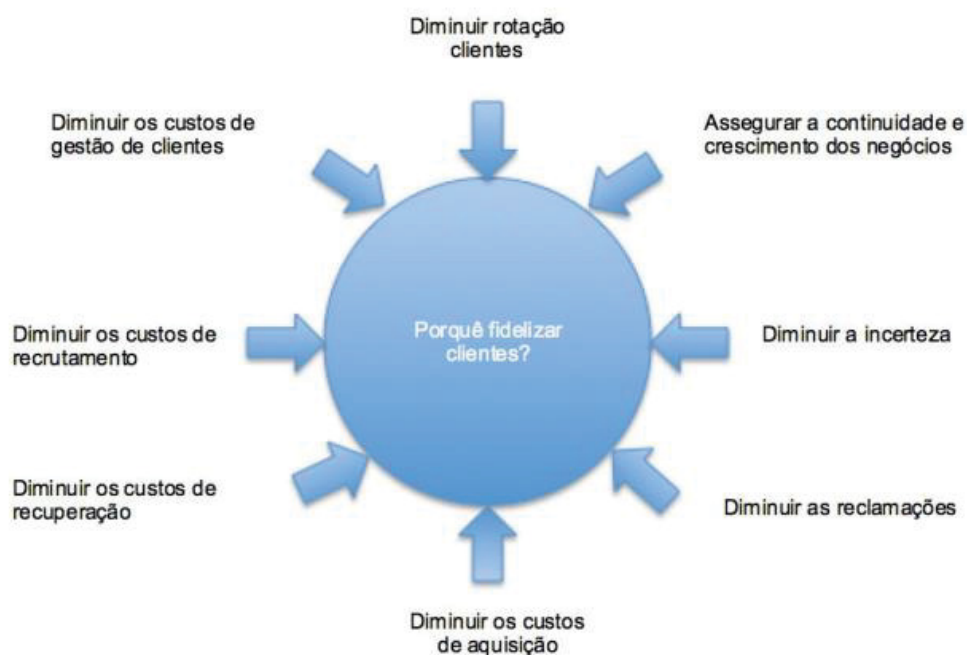 Diminuir rotação
clientes
Diminuir os custos de
gestão de clientes
Assegurar a continuidade e
crescimento dos negócios
Diminuir os custos de
recrutamento
Porquê fidelizar
clientes?
Diminuir a incerteza
Diminuir os custos de
recuperação
Diminuir as reclamações
Diminuir os custos
de aquisição